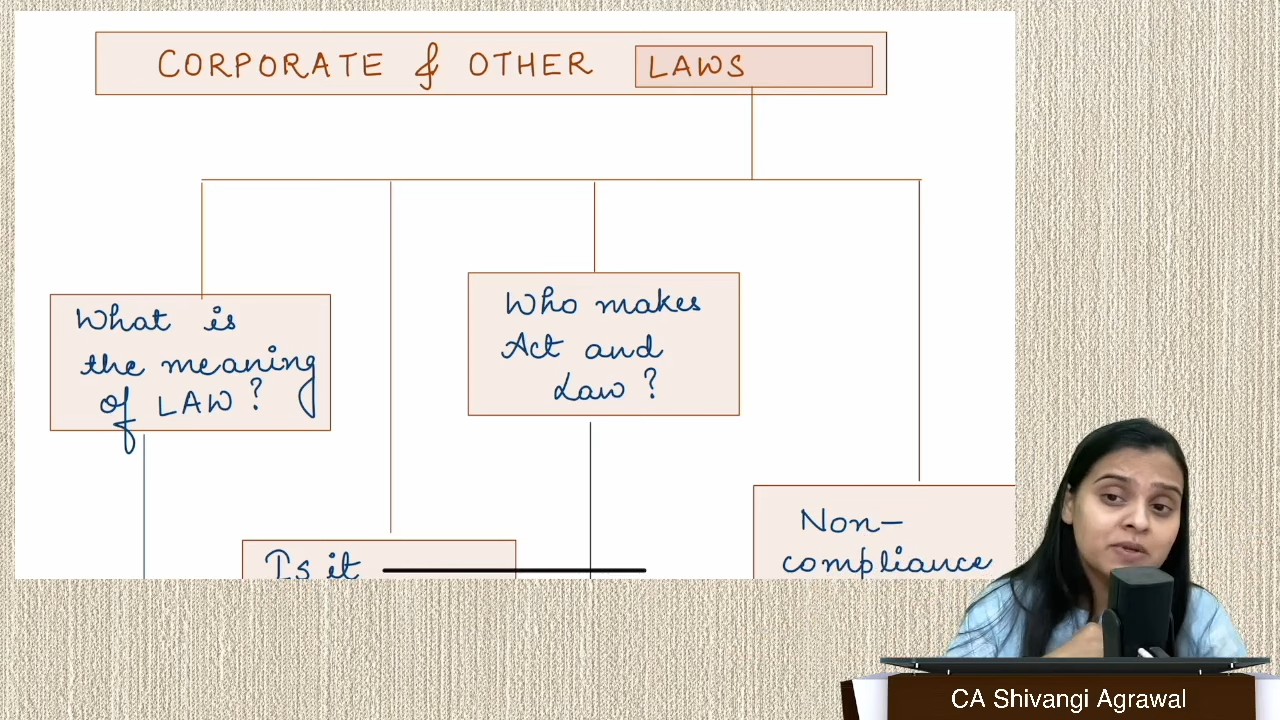 CORPORATE & OTHER LAWS
What is
the meaning
of LAW?
Who makes
Act and
Law?
Non-
compliance
Is it
CA Shivangi Agrawal